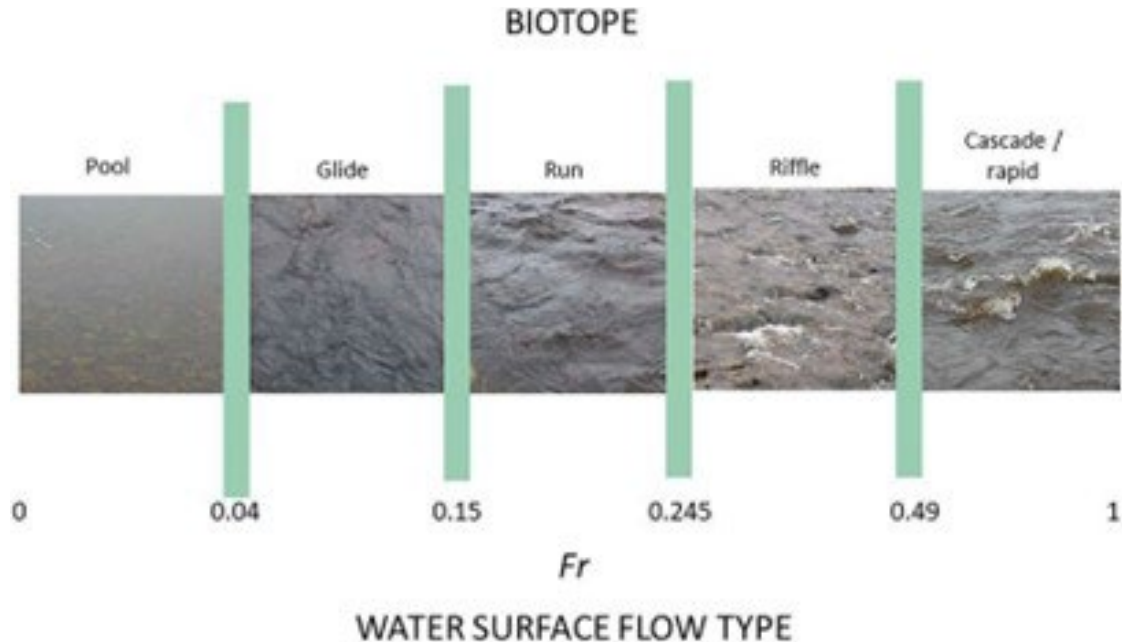 BIOTOPE
Pool
Glide
Run
Riffle
Cascade /
rapid
0
0.04
0.15
0.245
0.49
1
Fr
WATER SURFACE FLOW TYPE